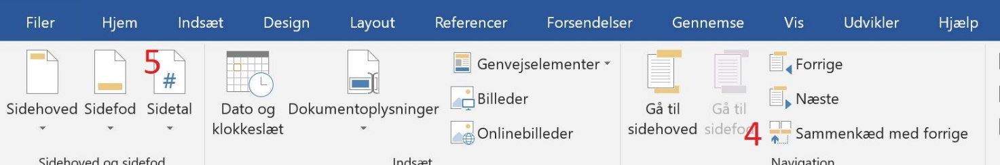 Filer Hjem Indsæt Design Layout Referencer Forsendelser Gennemse Vis Udvikler Hjælp
5
#
Sidehoved Sidefod Sidetal
Sidehoved og sidefod
Dato og
klokkeslæt
Dokumentoplysninger
Genvejselementer
Billeder
Onlinebilleder
Indsæt
Gå til
sidehoved
Gå til
sidefod
4
Forrige
Næste
Sammenkæd med forrige
Navigation